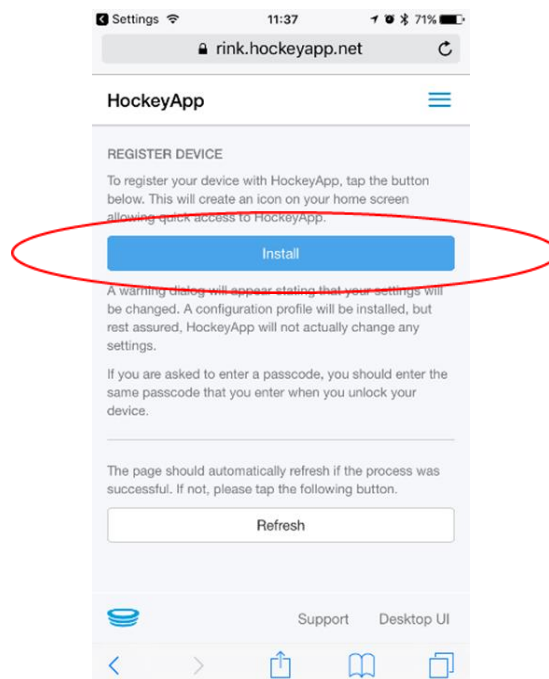 Settings 11:37 71%
rink.hockeyapp.net
HockeyApp
REGISTER DEVICE
To register your device with HockeyApp, tap the button
below. This will create an icon on your home screen
allowing quick access to HockeyApp.
Install
A warning dialog will appear stating that your settings will
be changed. A configuration profile will be installed, but
rest assured, HockeyApp will not actually change any
settings.
If you are asked to enter a passcode, you should enter the
same passcode that you enter when you unlock your
device.
The page should automatically refresh if the process was
successful. If not, please tap the following button.
Refresh
Support Desktop UI